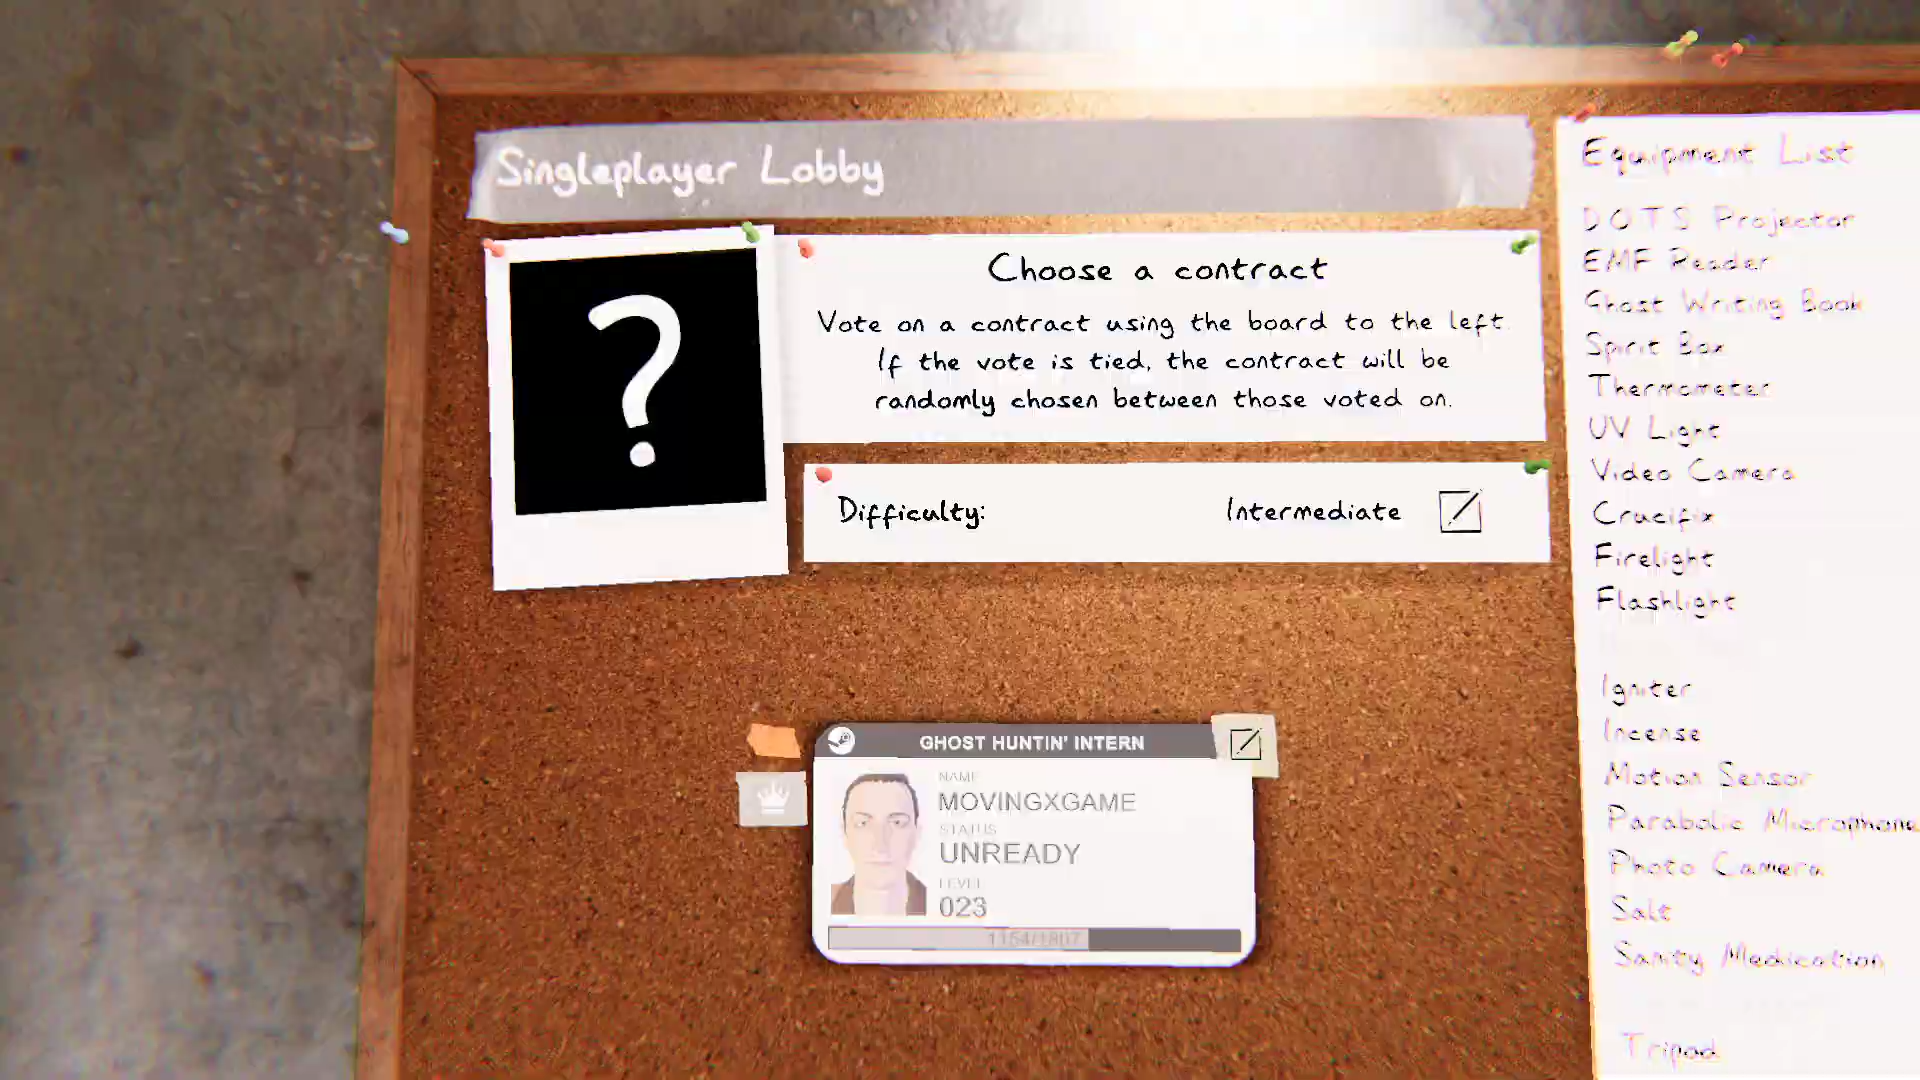 Singleplayer Lobby
Choose a contract
Vote on a contract using the board to the left.
If the vote is tied, the contract will be
randomly chosen between those voted on.
Difficulty: Intermediate
GHOST HUNTIN' INTERN
NAME
MOVINGXGAME
STATUS
UNREADY
LEVEL
023
1154/1807
Equipment List
DOTS Projector
EMF Reader
Ghost Writing Book
Spirit Box
Thermometer
UV Light
Video Camera
Crucifix
Firelight
Flashlight
Igniter
Incense
Motion Sensor
Parabolic Microphone
Photo Camera
Salt
Sanity Medication
Tripod